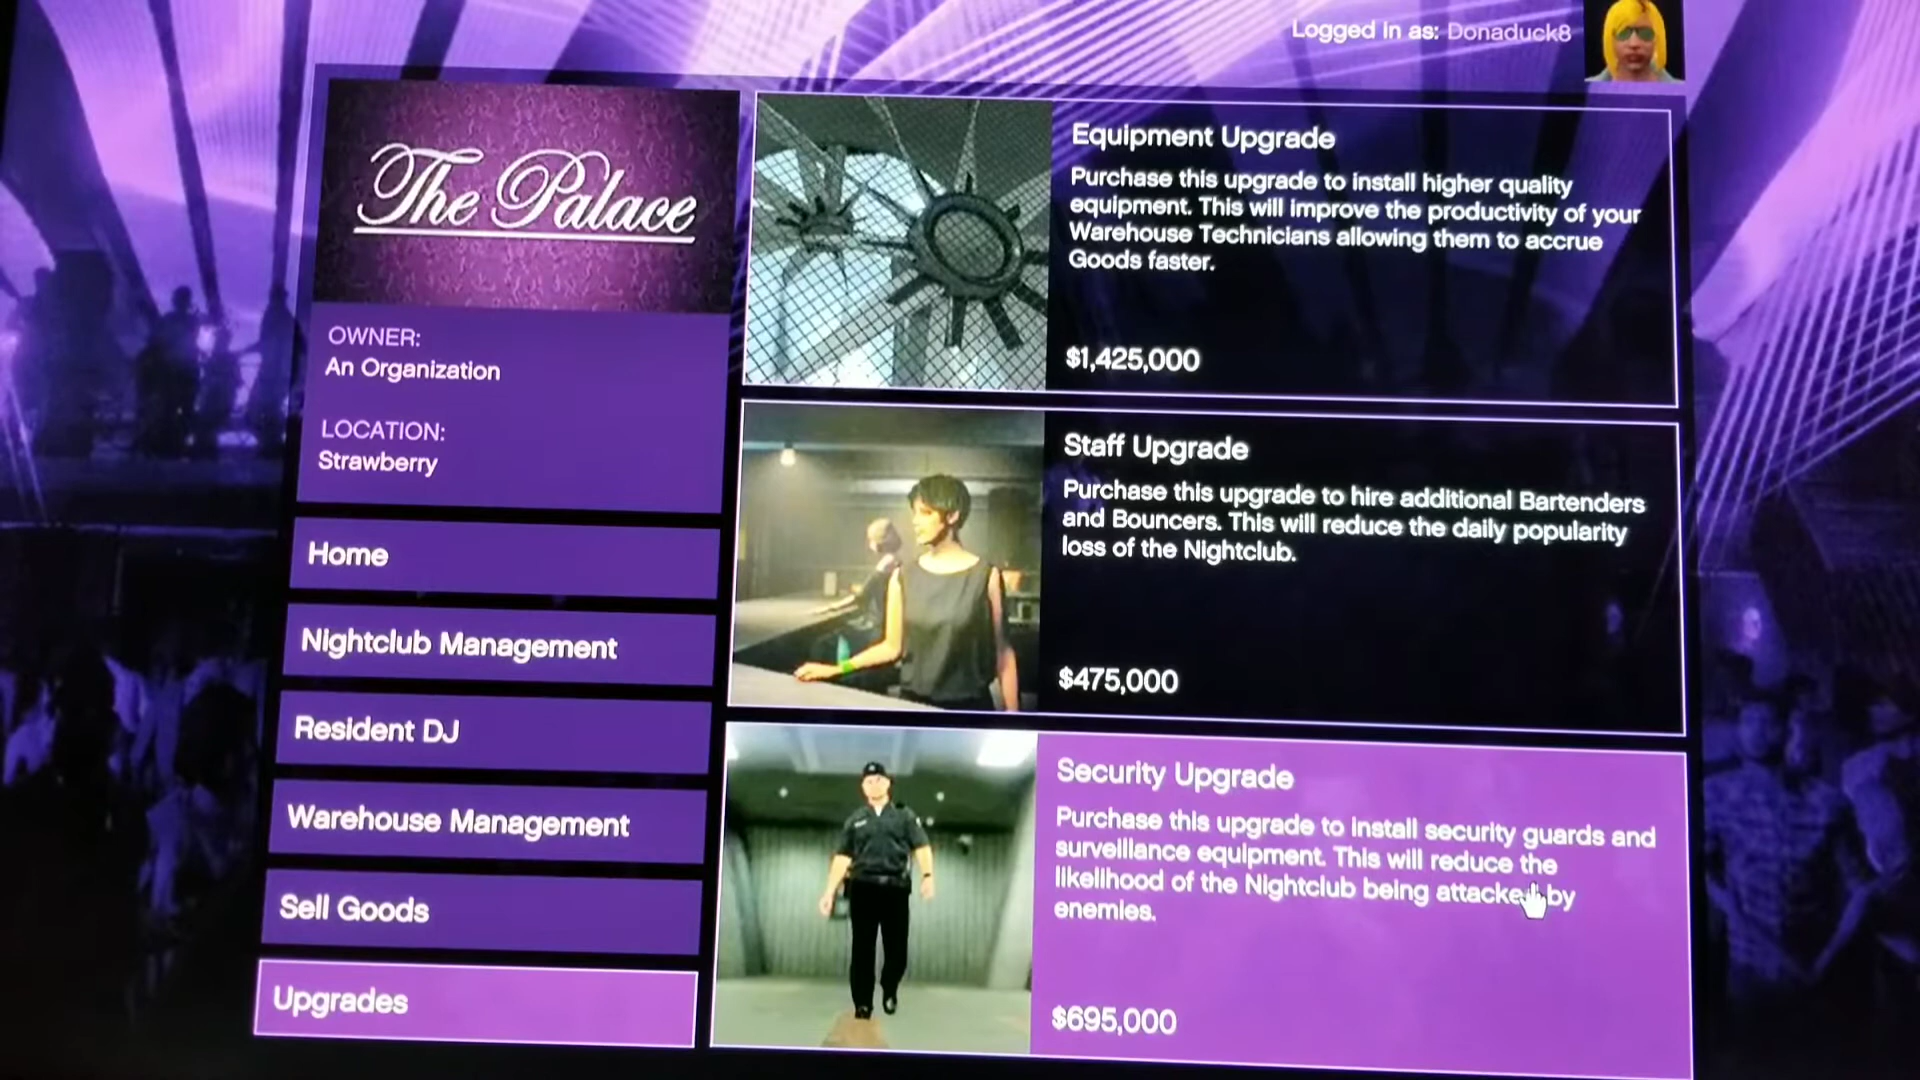 Logged in as: Donaduck8
The Palace
OWNER:
An Organization
LOCATION:
Strawberry
Home
Nightclub Management
Resident DJ
Warehouse Management
Sell Goods
Upgrades
Equipment Upgrade
Purchase this upgrade to install higher quality
equipment. This will improve the productivity of your
Warehouse Technicians allowing them to accrue
Goods faster.
$1,425,000
Staff Upgrade
Purchase this upgrade to hire additional Bartenders
and Bouncers. This will reduce the daily popularity
loss of the Nightclub.
$475,000
Security Upgrade
Purchase this upgrade to install security guards and
surveillance equipment. This will reduce the
likelihood of the Nightclub being attacked by
enemies.
$695,000